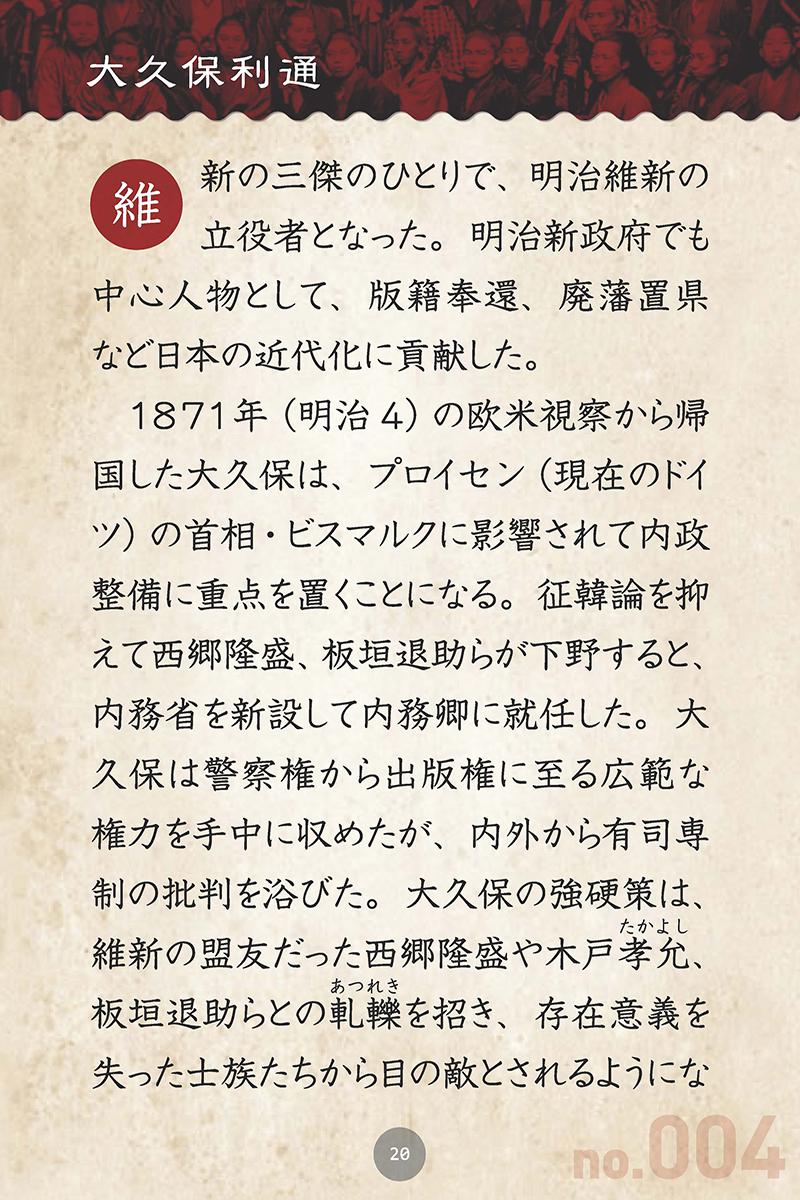 大久保利通
維新の三傑のひとりで、明治維新の
立役者となった。明治新政府でも
中心人物として、版籍奉還、廃藩置県
など日本の近代化に貢献した。
1871年（明治4）の欧米視察から帰
国した大久保は、プロイセン（現在のドイ
ツ）の首相・ビスマルクに影響されて内政
整備に重点を置くことになる。征韓論を抑
えて西郷隆盛、板垣退助らが下野すると、
内務省を新設して内務卿に就任した。大
久保は警察権から出版権に至る広範な
権力を手中に収めたが、内外から有司専
制の批判を浴びた。大久保の強硬策は、
たかよし
維新の盟友だった西郷隆盛や木戸孝允、
あつれき
板垣退助らとの軋轢を招き、存在意義を
失った士族たちから目の敵とされるようにな
20
no.004